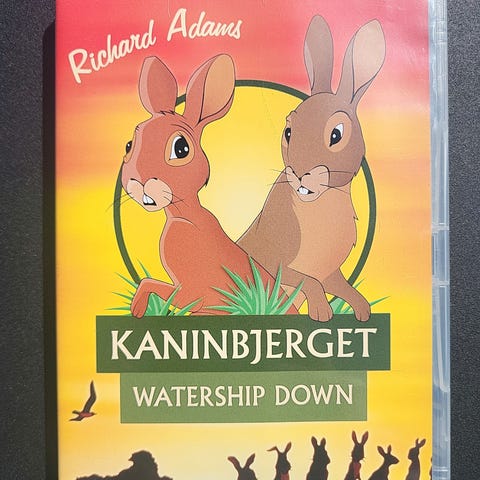 Richard Adams
KANINBJERGET
WATERSHIP DOWN